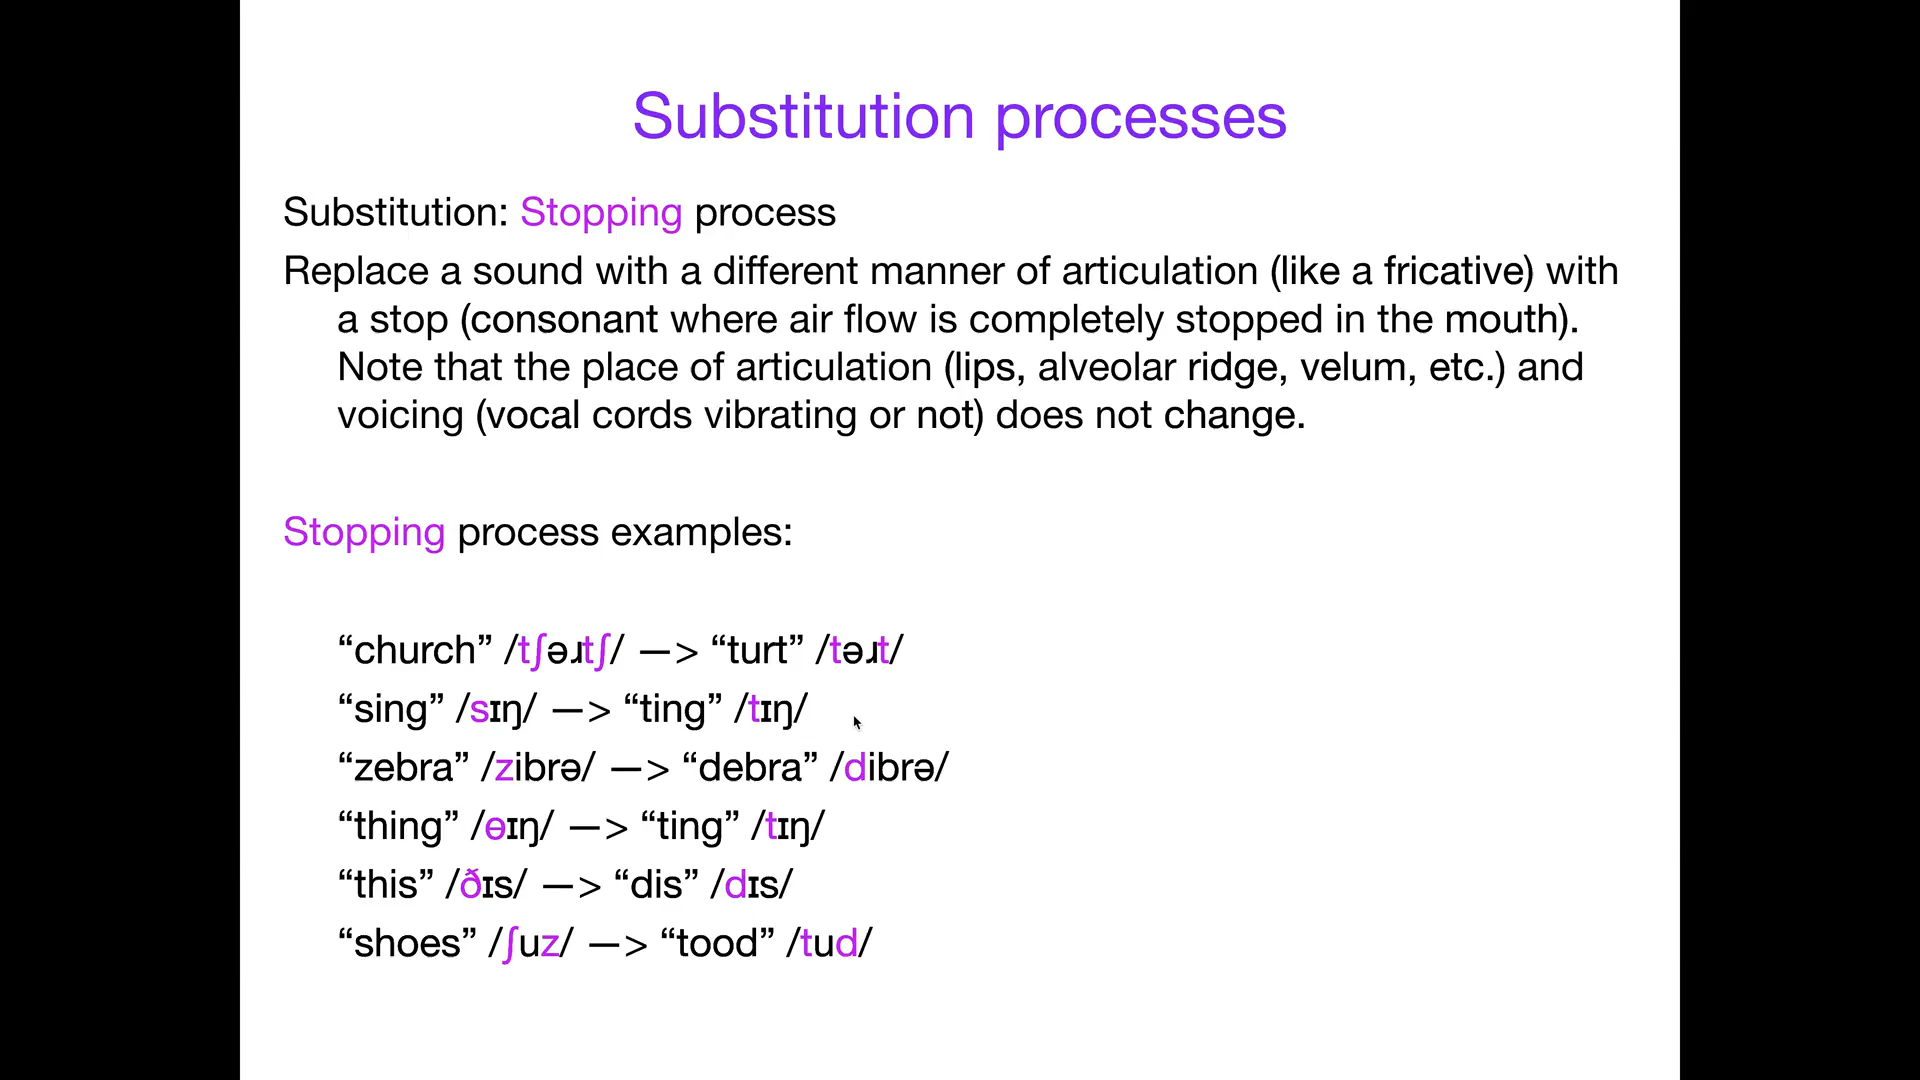 Substitution processes
Substitution: Stopping process
Replace a sound with a different manner of articulation (like a fricative) with
a stop (consonant where air flow is completely stopped in the mouth).
Note that the place of articulation (lips, alveolar ridge, velum, etc.) and
voicing (vocal cords vibrating or not) does not change.
Stopping process examples:
“church” /tʃəɹtʃ/ —> “turt” /təɹt/
“sing” /sɪŋ/ —> “ting” /tɪŋ/
“zebra” /zibrə/ —> “debra” /dibrə/
“thing” /ɵɪŋ/ —> “ting” /tɪŋ/
“this” /ðɪs/ —> “dis” /dɪs/
“shoes” /ʃuz/ —> “tood” /tud/